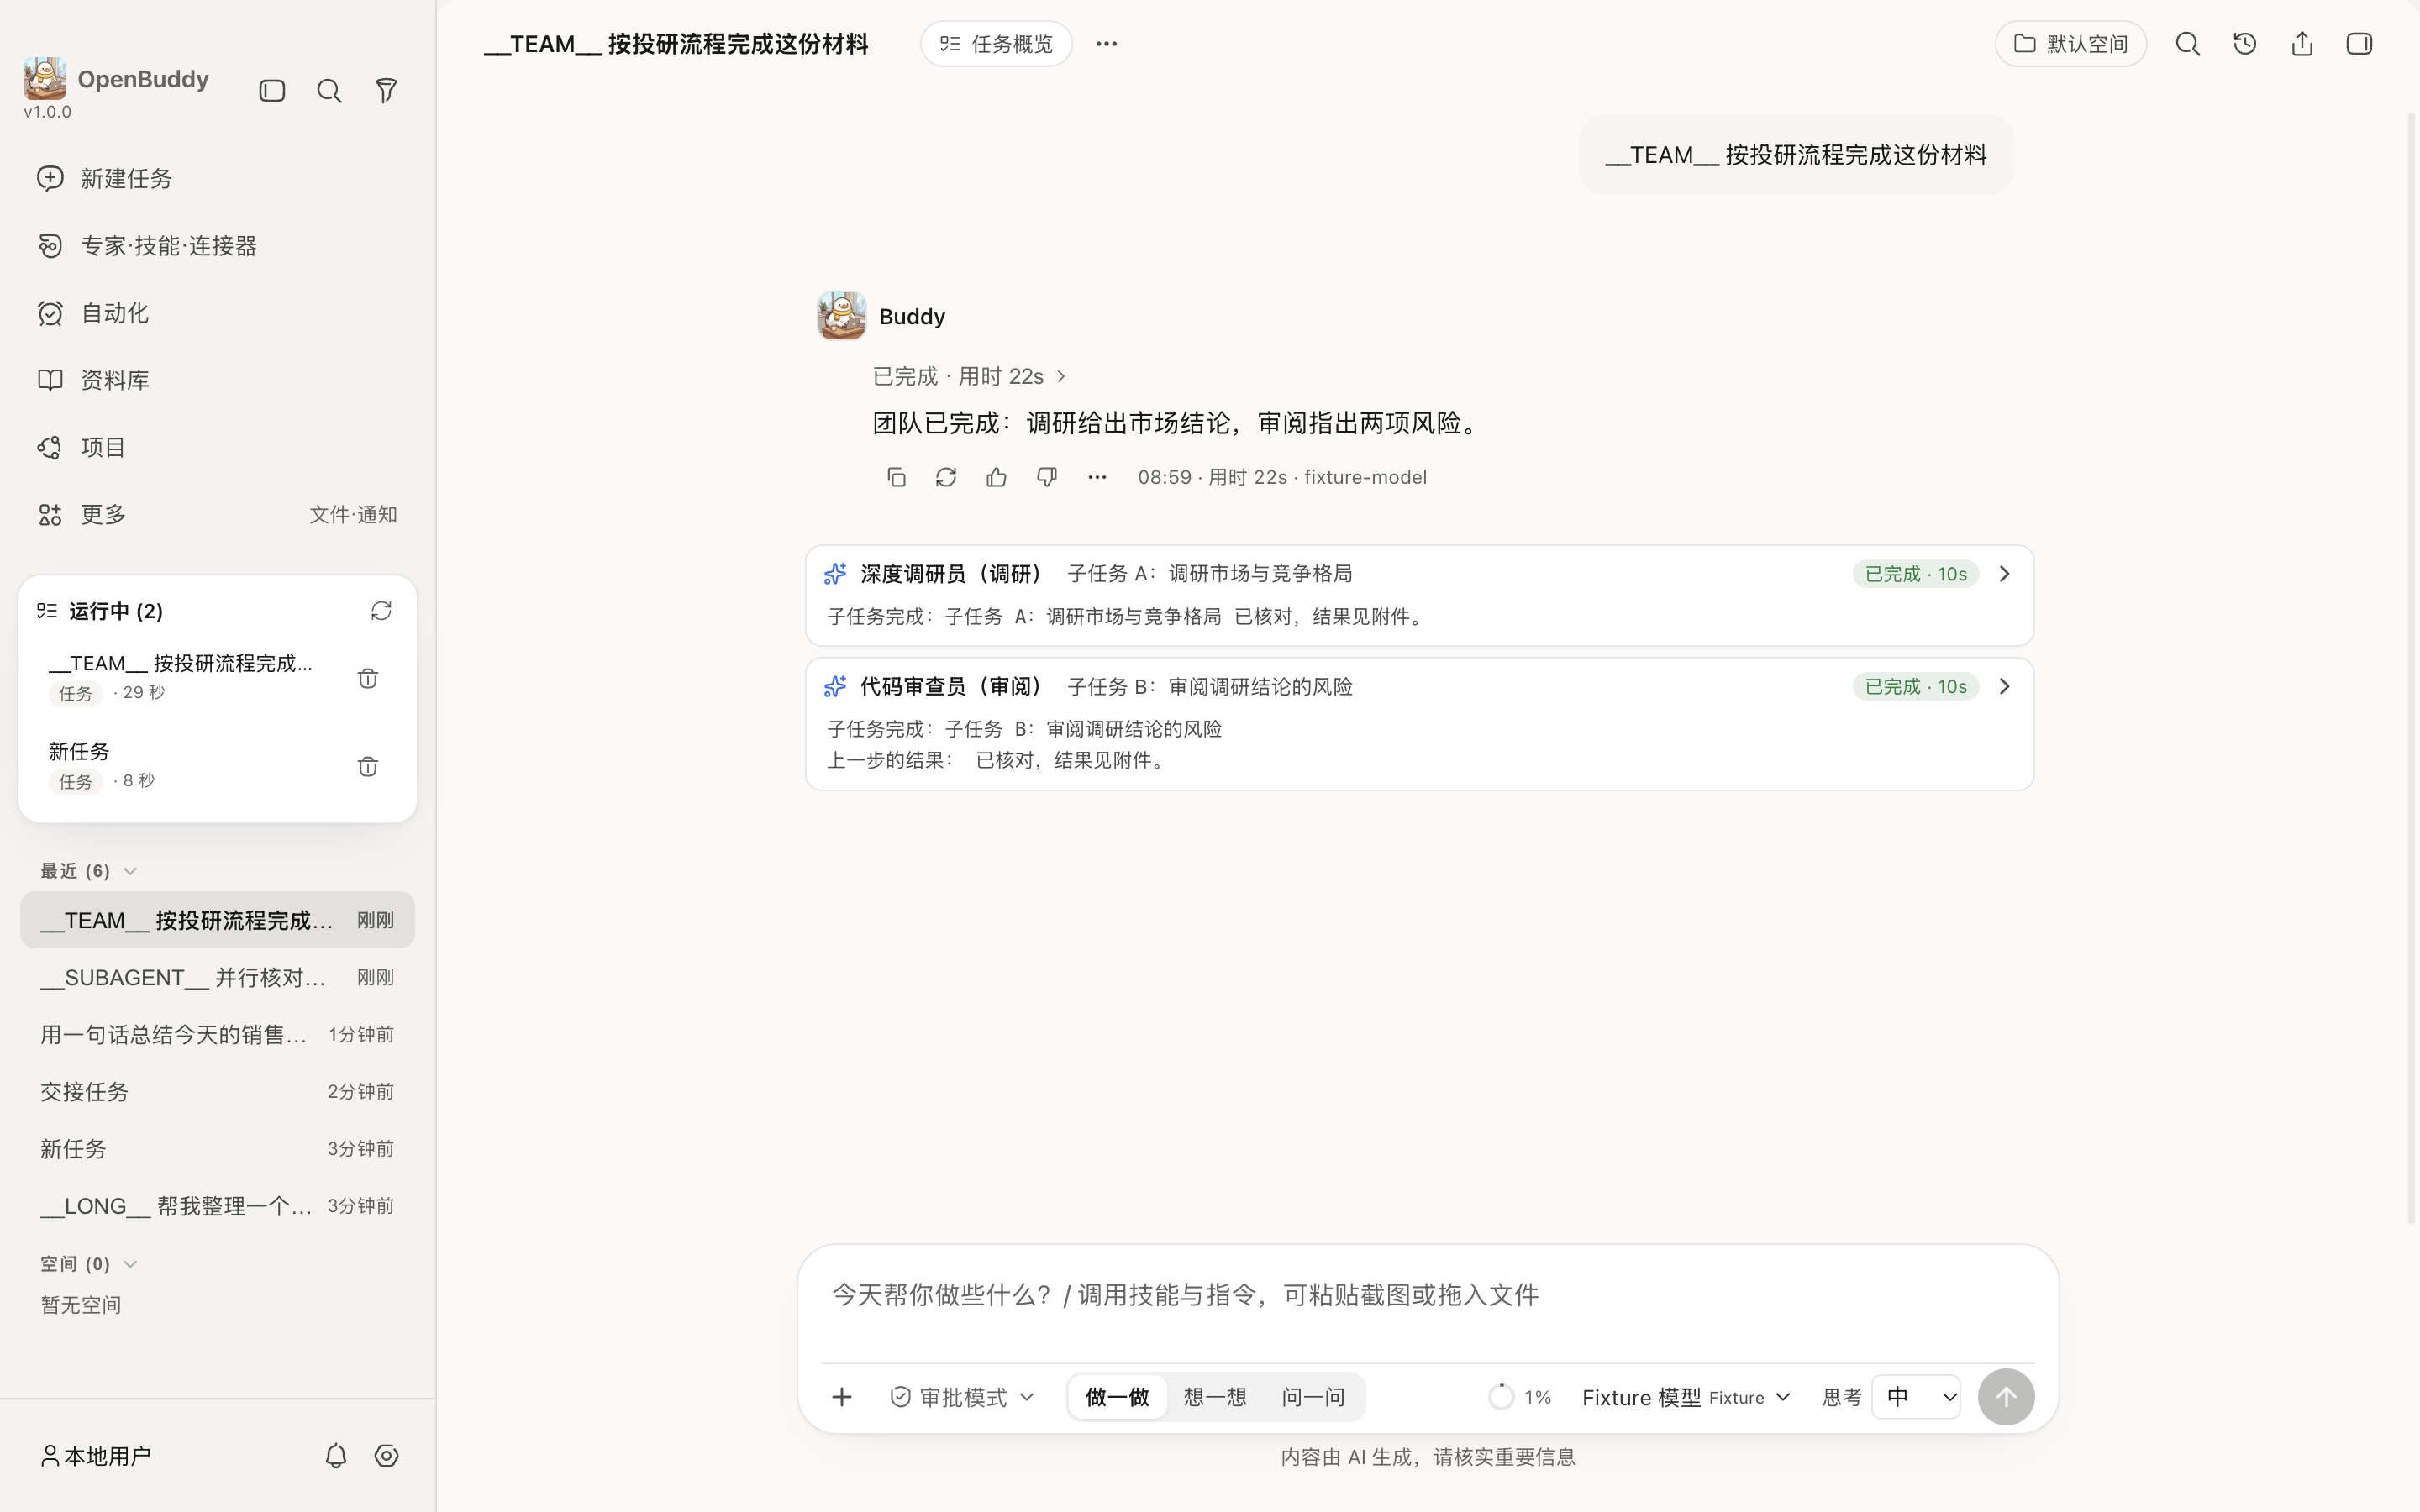 OpenBuddy
v1.0.0
新建任务
专家·技能·连接器
自动化
资料库
项目
更多
文件·通知
运行中 (2)
__TEAM__ 按投研流程完成...
任务 · 29 秒
新任务
任务 · 8 秒
最近 (6)
__TEAM__ 按投研流程完成... 刚刚
__SUBAGENT__ 并行核对... 刚刚
用一句话总结今天的销售... 1分钟前
交接任务 2分钟前
新任务 3分钟前
__LONG__ 帮我整理一个... 3分钟前
空间 (0)
暂无空间
本地用户
__TEAM__ 按投研流程完成这份材料
任务概览
默认空间
__TEAM__ 按投研流程完成这份材料
Buddy
已完成 · 用时 22s
团队已完成：调研给出市场结论，审阅指出两项风险。
08:59 · 用时 22s · fixture-model
深度调研员（调研） 子任务 A：调研市场与竞争格局 已完成 · 10s
子任务完成：子任务 A：调研市场与竞争格局 已核对，结果见附件。
代码审查员（审阅） 子任务 B：审阅调研结论的风险 已完成 · 10s
子任务完成：子任务 B：审阅调研结论的风险
上一步的结果： 已核对，结果见附件。
今天帮你做些什么？/ 调用技能与指令，可粘贴截图或拖入文件
审批模式 做一做 想一想 问一问 1% Fixture 模型 Fixture 思考 中
内容由 AI 生成，请核实重要信息